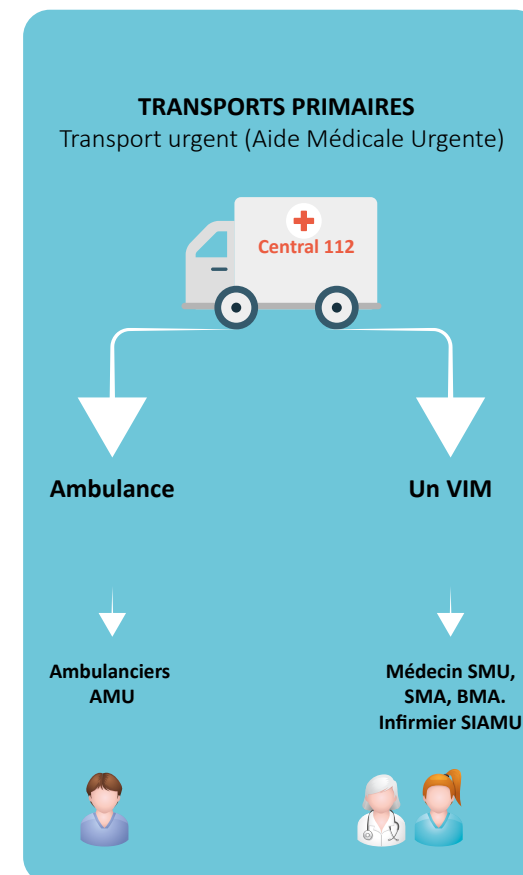 TRANSPORTS PRIMAIRES
Transport urgent (Aide Médicale Urgente)
Central 112
Ambulance
Un VIM
Ambulanciers
AMU
Médecin SMU,
SMA, BMA.
Infirmier SIAMU